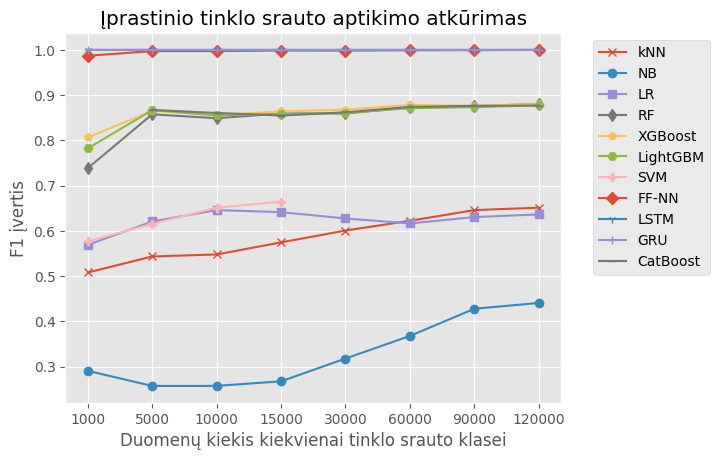 Įprastinio tinklo srauto aptikimo atkūrimas
F1 įvertis
1.0
0.9
0.8
0.7
0.6
0.5
0.4
0.3
1000 5000 10000 15000 30000 60000 90000 120000
Duomenų kiekis kiekvienai tinklo srauto klasei
kNN
NB
LR
RF
XGBoost
LightGBM
SVM
FF-NN
LSTM
GRU
CatBoost